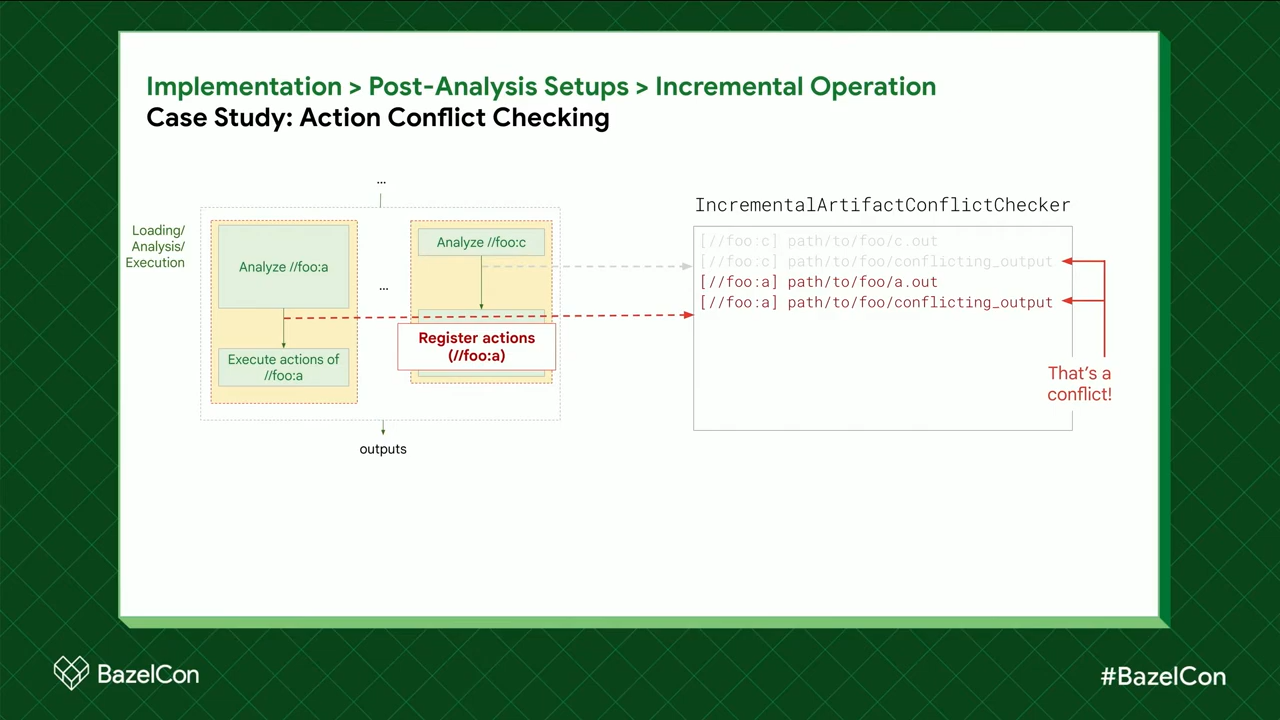 Implementation > Post-Analysis Setups > Incremental Operation
Case Study: Action Conflict Checking
...
Loading/
Analysis/
Execution
Analyze //foo:a
...
Analyze //foo:c
Register actions
(//foo:a)
Execute actions of
//foo:a
outputs
IncrementalArtifactConflictChecker
[//foo:c] path/to/foo/c.out
[//foo:c] path/to/foo/conflicting_output
[//foo:a] path/to/foo/a.out
[//foo:a] path/to/foo/conflicting_output
That's a
conflict!
BazelCon
#BazelCon